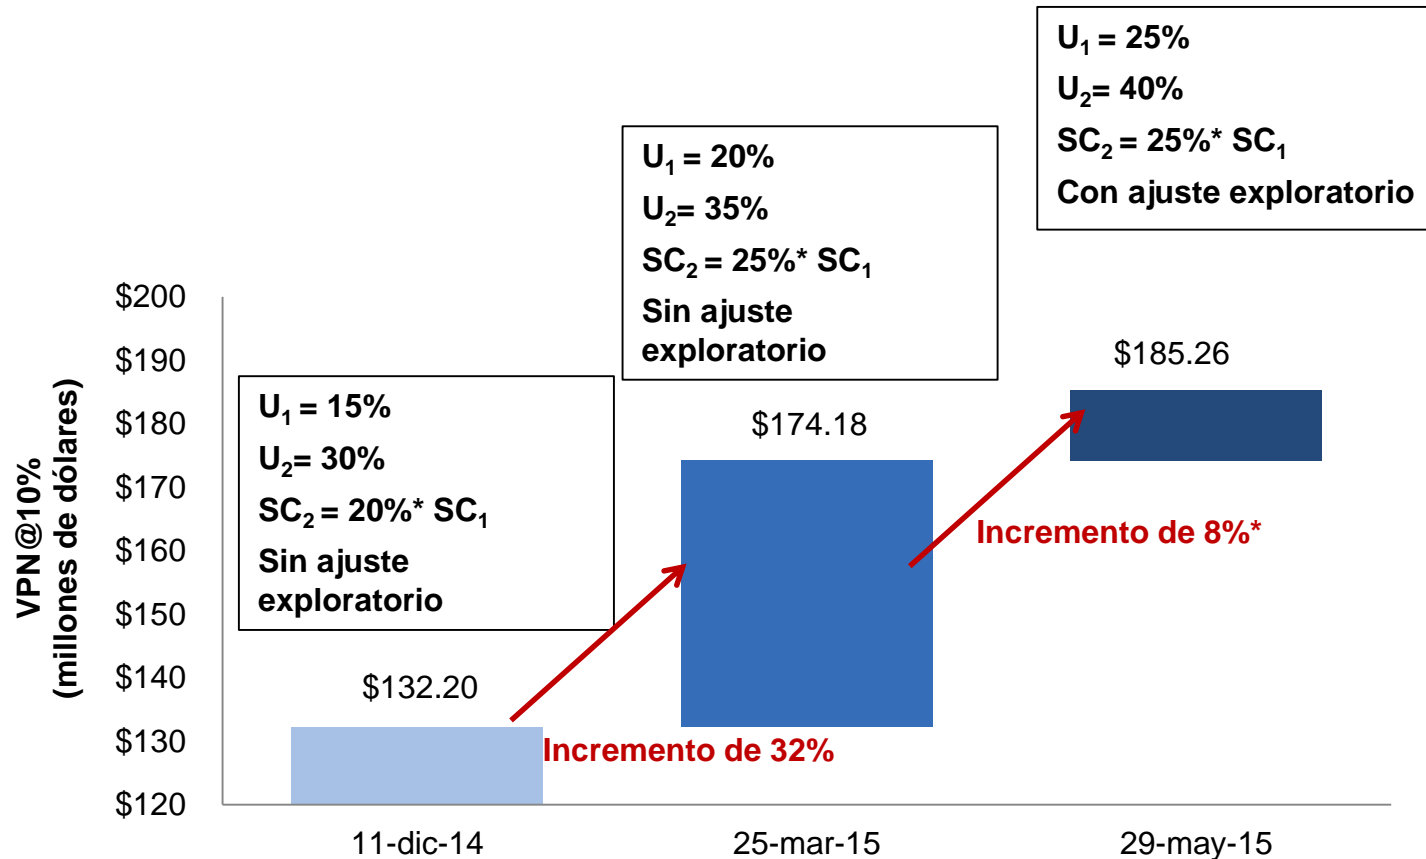 U₁ = 25%
U₂= 40%
SC₂ = 25%* SC₁
Con ajuste exploratorio
U₁ = 20%
U₂= 35%
SC₂ = 25%* SC₁
Sin ajuste
exploratorio
U₁ = 15%
U₂= 30%
SC₂ = 20%* SC₁
Sin ajuste
exploratorio
VPN@10%
(millones de dólares)
$200
$190
$180
$170
$160
$150
$140
$130
$120
$132.20
$174.18
$185.26
Incremento de 32%
Incremento de 8%*
11-dic-14
25-mar-15
29-may-15